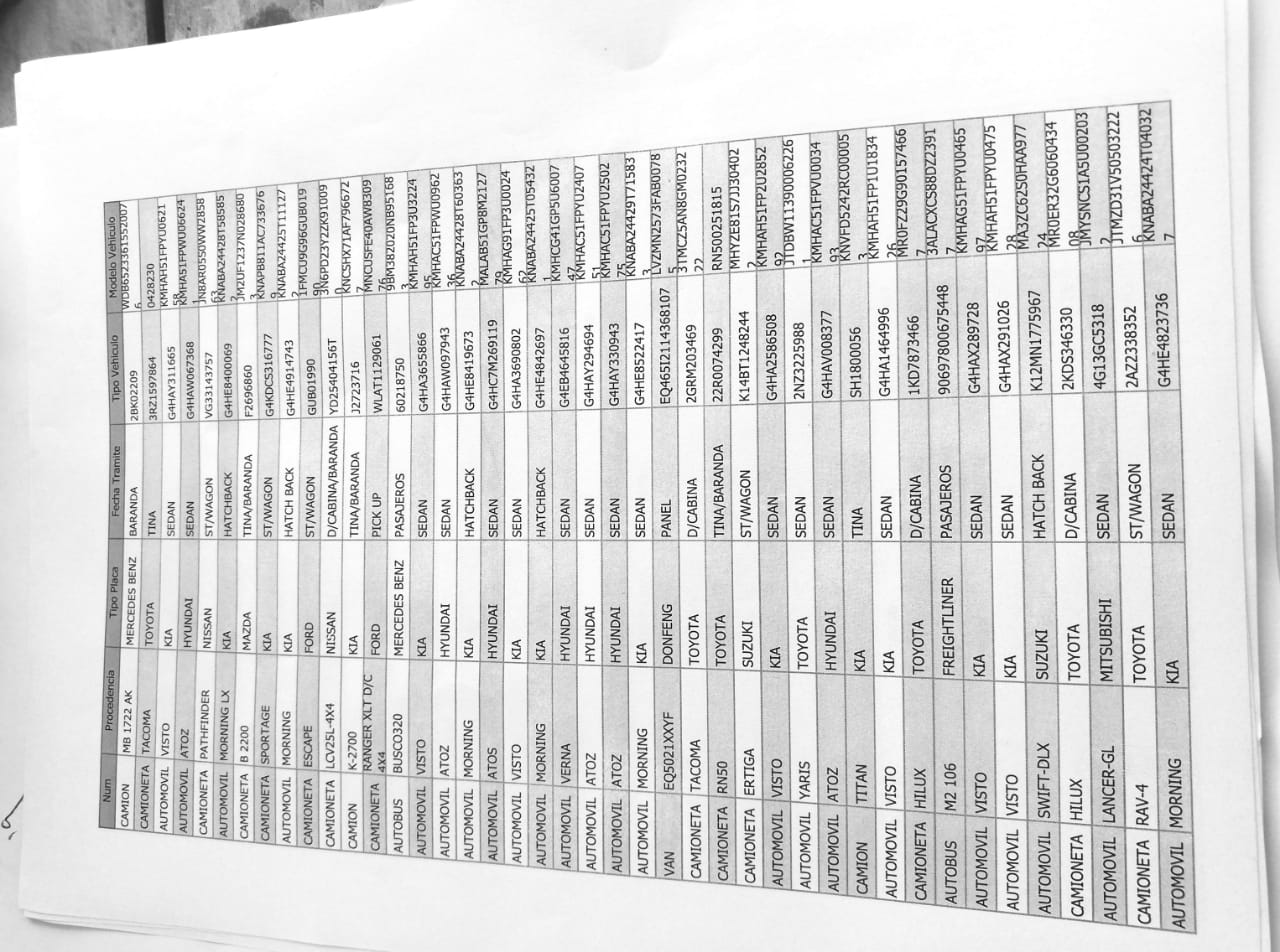 Num Procedencia Tipo Placa Fecha Tramite Tipo Vehiculo Modelo Vehiculo
CAMION MB 1722 AK MERCEDES BENZ BARANDA 2BK02209 WDB6523361SS2007
6
CAMIONETA TACOMA TOYOTA TINA 3RZ1597864 0428230
AUTOMOVIL VISTO KIA SEDAN G4HAY311665 KMHAH51FPYU0621
58
AUTOMOVIL ATOZ HYUNDAI SEDAN G4HAW067368 KMHA51FPWU06624
1
CAMIONETA PATHFINDER NISSAN ST/WAGON VG33143757 JN8AR05S0WW2858
63
AUTOMOVIL MORNING LX KIA HATCHBACK G4HE8400069 KNABA24428T58585
2
CAMIONETA B 2200 MAZDA TINA/BARANDA F2696860 JM2UF1237N028680
3
CAMIONETA SPORTAGE KIA ST/WAGON G4KDC5316777 KNAPB811AC733676
9
AUTOMOVIL MORNING KIA HATCH BACK G4HE4914743 KNABA24425T11127
2
CAMIONETA ESCAPE FORD ST/WAGON GUB01990 1FMCU9G96GUB019
90
CAMIONETA LCV25L-4X4 NISSAN D/CABINA/BARANDA YD25404156T 3N6PD23Y2ZK91009
0
CAMION K-2700 KIA TINA/BARANDA J2723716 KNCSHX71AF796672
7
CAMIONETA RANGER XLT D/C
4X4 FORD PICK UP WLAT1129061 MNCUSFE40AW8309
76
AUTOBUS BUSCO320 MERCEDES BENZ PASAJEROS 60218750 9BM382020NB95168
3
AUTOMOVIL VISTO KIA SEDAN G4HA3655866 KMHAH51FP3U3224
95
AUTOMOVIL ATOZ HYUNDAI SEDAN G4HAW097943 KMHAC51FPWU0962
36
AUTOMOVIL MORNING KIA HATCHBACK G4HE8419673 KNABA24428T60363
2
AUTOMOVIL ATOS HYUNDAI SEDAN G4HC7M269119 MALAB51GP8M2127
79
AUTOMOVIL VISTO KIA SEDAN G4HA3690802 KMHAG91FP3U0024
62
AUTOMOVIL MORNING KIA HATCHBACK G4HE4842697 KNABA24425T05432
1
AUTOMOVIL VERNA HYUNDAI SEDAN G4EB4645816 KMHCG41GP5U6007
47
AUTOMOVIL ATOZ HYUNDAI SEDAN G4HAY294694 KMHAC51FPYU2407
51
AUTOMOVIL ATOZ HYUNDAI SEDAN G4HAY330943 KMHAC51FPYU2502
75
AUTOMOVIL MORNING KIA SEDAN G4HE8522417 KNABA24429T71583
VAN EQ5021XXYF DONFENG PANEL EQ46512114368107 LVZMN2573FAB0078
5
CAMIONETA TACOMA TOYOTA D/CABINA 2GRM203469 3TMCZ5AN8GM0232
22
CAMIONETA RN50 TOYOTA TINA/BARANDA 22R0074299 RN500251815
CAMIONETA ERTIGA SUZUKI ST/WAGON K14BT1248244 MHYZE81S7JJ30402
2
AUTOMOVIL VISTO KIA SEDAN G4HA2586508 KMHAH51FP2U2852
92
AUTOMOVIL YARIS TOYOTA SEDAN 2NZ3225988 JTDBW11390006226
1
AUTOMOVIL ATOZ HYUNDAI SEDAN G4HAV008377 KMHAC51FPVU0034
93
CAMION TITAN KIA TINA SH1800056 KNVFD5242RC00005
3
AUTOMOVIL VISTO KIA SEDAN G4HA1464996 KMHAH51FP1U1834
26
CAMIONETA HILUX TOYOTA D/CABINA 1KD7873466 MR0FZ29G90157466
7
AUTOBUS M2 106 FREIGHTLINER PASAJEROS 90697800675448 3ALACXCS88DZZ2391
7
AUTOMOVIL VISTO KIA SEDAN G4HAX289728 KMHAG51FPYU0465
97
AUTOMOVIL VISTO KIA SEDAN G4HAX291026 KMHAH51FPYU0475
28
AUTOMOVIL SWIFT-DLX SUZUKI HATCH BACK K12MN1775967 MA3ZC62S0HAA977
24
CAMIONETA HILUX TOYOTA D/CABINA 2KDS346330 MR0ER32G6060434
08
AUTOMOVIL LANCER-GL MITSUBISHI SEDAN 4G13GC5318 JMYSNCS1A5U00203
2
CAMIONETA RAV-4 TOYOTA ST/WAGON 2AZ2338352 JTMZD31V50503222
6
AUTOMOVIL MORNING KIA SEDAN G4HE4823736 KNABA24424T04032
7